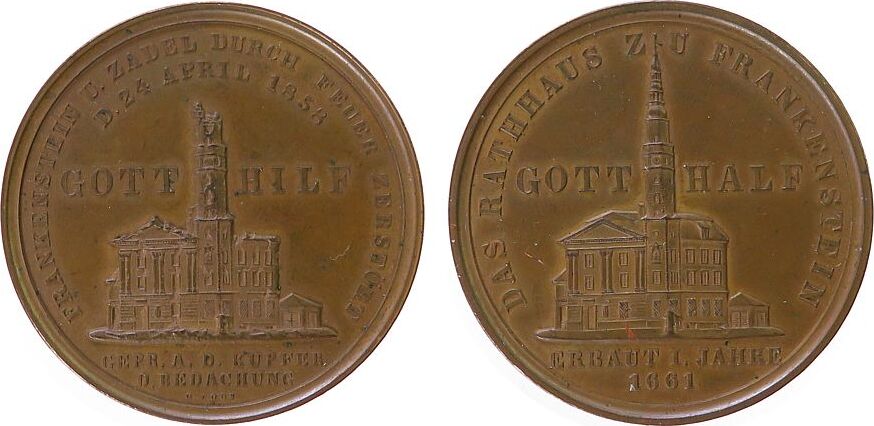 FRANKENSTEIN U. ZADEL DURCH FEUER ZERSTÖRT
D. 24 APRIL 1858
GOTT HILF
GEPR. A. D. KUPFER
D. BEDACHUNG
DAS RATHHAUS ZU FRANKENSTEIN
GOTT HALF
ERBAUT I. JAHRE
1661